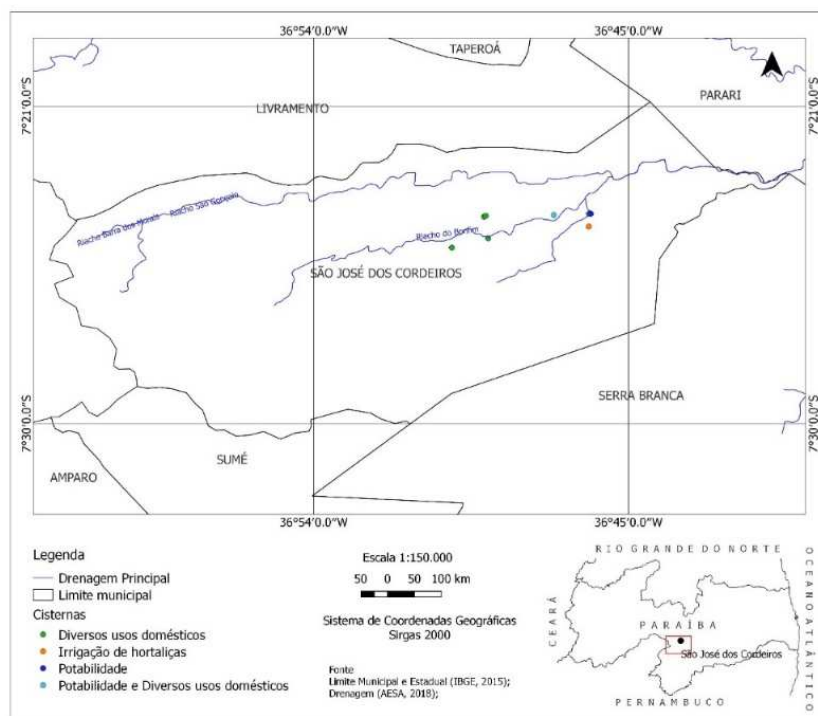 36°54'0.0"W
36°45'0.0"W
TAPEROÁ
PARARI
7°21'0.0"S
7°21'0.0"S
LIVRAMENTO
Riacho Barra dos Morais
Riacho São Gonçalo
Riacho do Bonfim
SÃO JOSÉ DOS CORDEIROS
SERRA BRANCA
7°30'0.0"S
7°30'0.0"S
SUMÉ
AMPARO
36°54'0.0"W
36°45'0.0"W
Legenda
Drenagem Principal
Limite municipal
Cisternas
Diversos usos domésticos
Irrigação de hortaliças
Potabilidade
Potabilidade e Diversos usos domésticos
Escala 1:150.000
50 0 50 100 km
Sistema de Coordenadas Geográficas
Sirgas 2000
Fonte
Limite Municipal e Estadual (IBGE, 2015);
Drenagem (AESA, 2018);
RIO GRANDE DO NORTE
CEARÁ
PARAÍBA
São José dos Cordeiros
PERNAMBUCO
OCEANO ATLÂNTICO